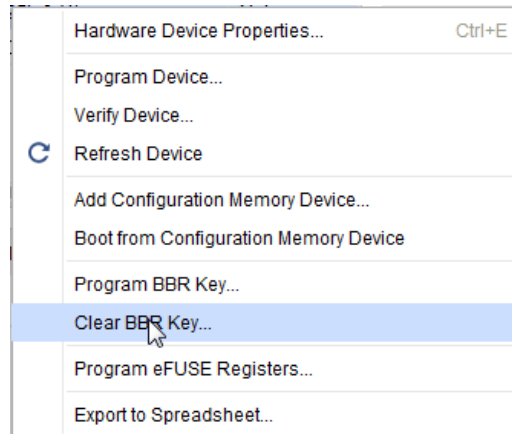 Hardware Device Properties... Ctrl+E
Program Device...
Verify Device...
Refresh Device
Add Configuration Memory Device...
Boot from Configuration Memory Device
Program BBR Key...
Clear BBR Key...
Program eFUSE Registers...
Export to Spreadsheet...